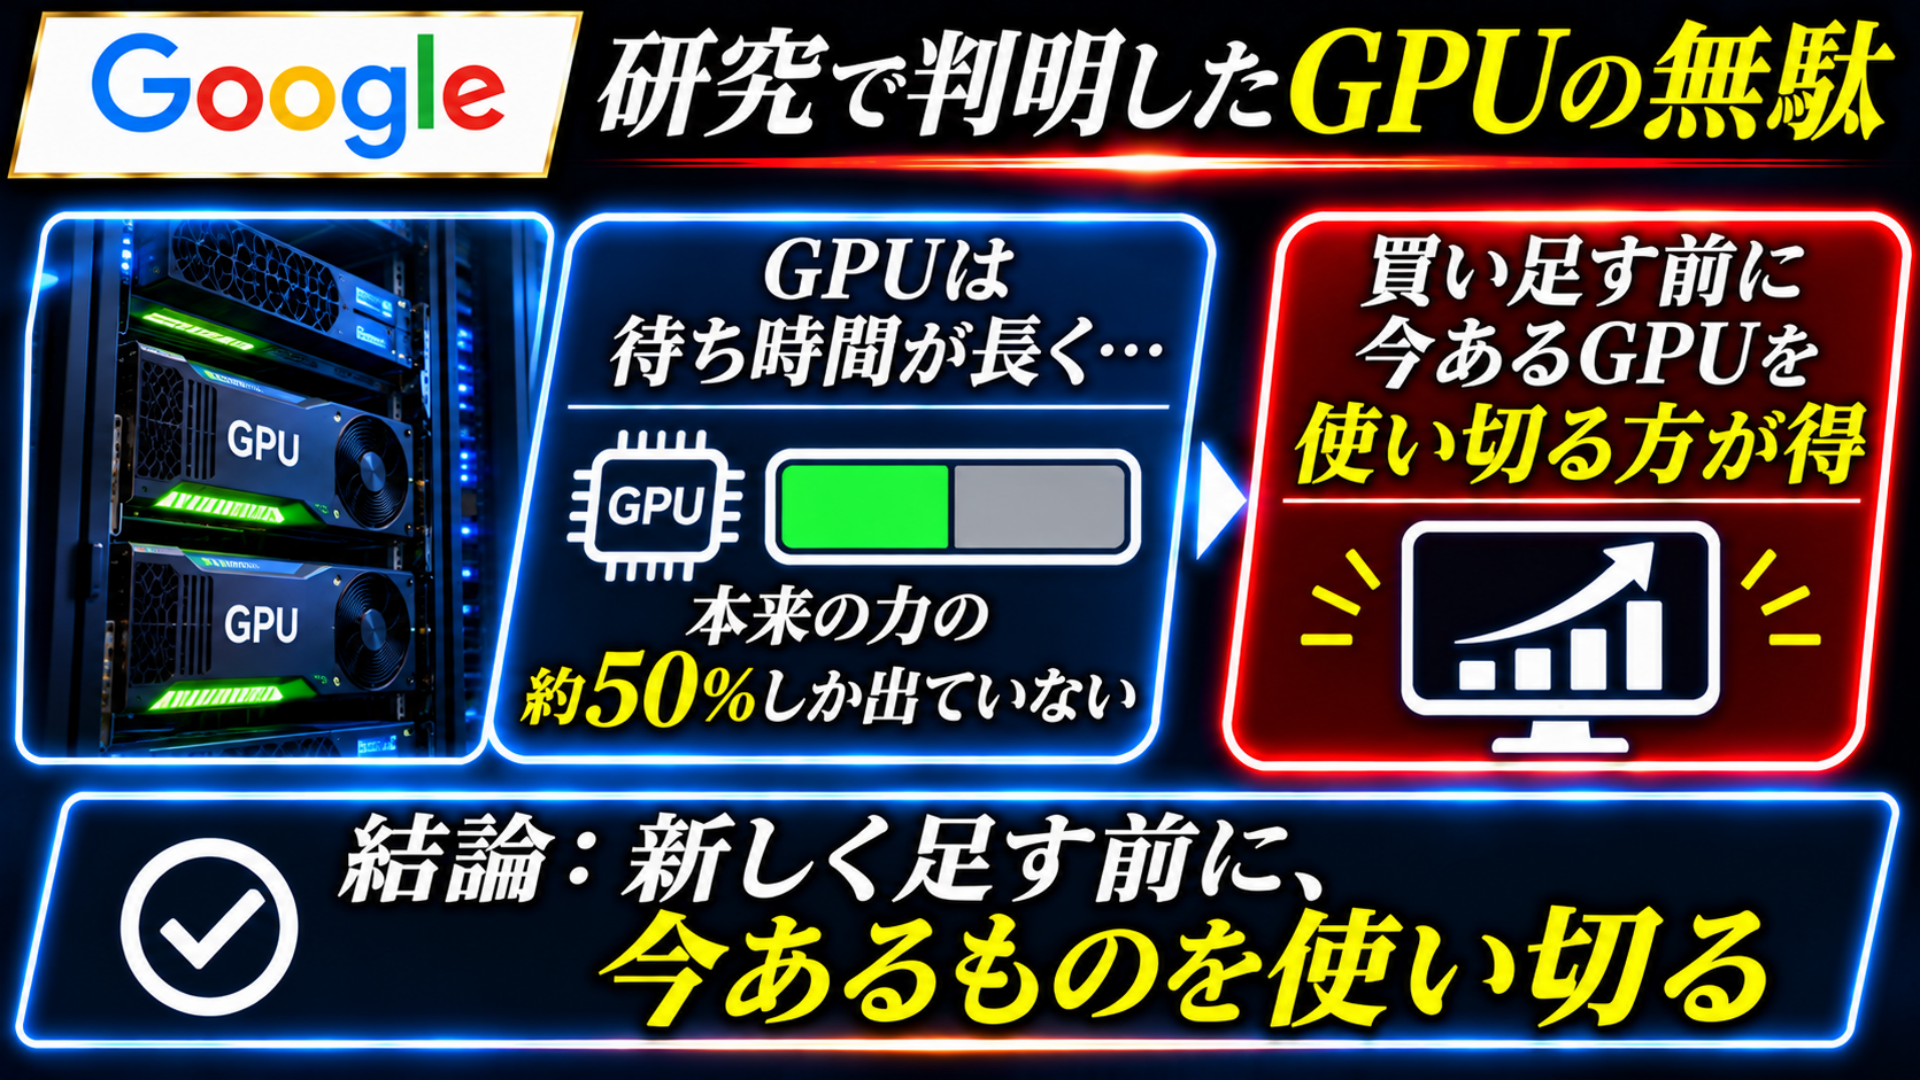 Google
研究で判明したGPUの無駄
GPU
GPU
GPUは
待ち時間が長く…
GPU
本来の力の
約50%しか出ていない
買い足す前に
今あるGPUを
使い切る方が得
結論：新しく足す前に、
今あるものを使い切る